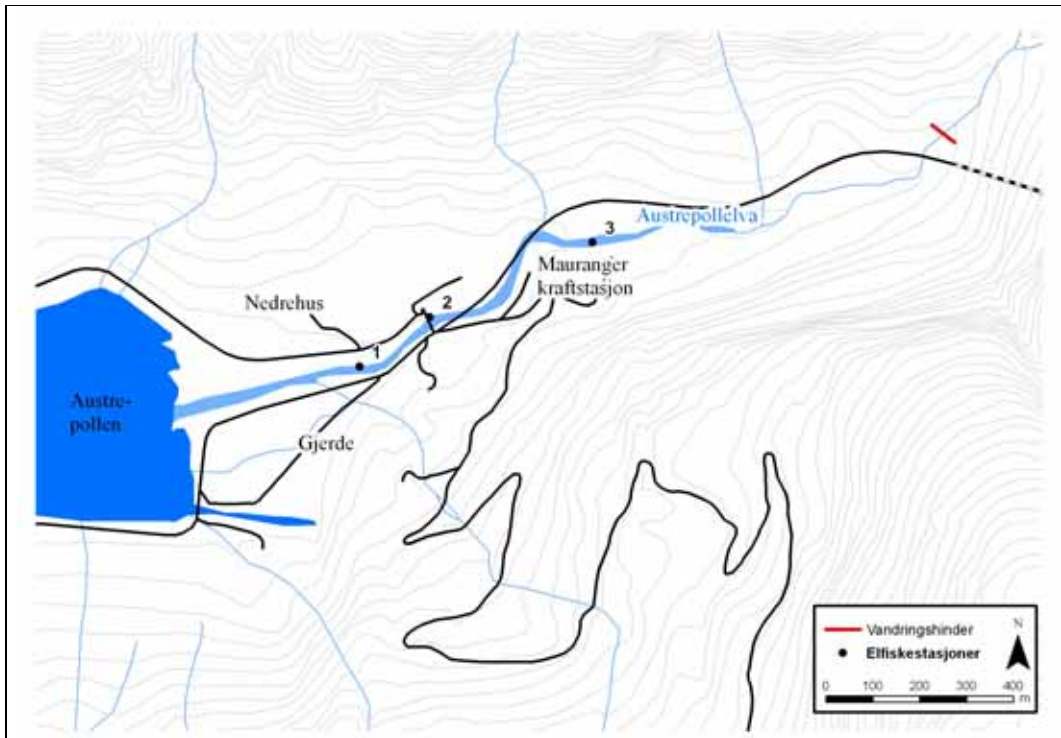 Austrepollelva
3
Mauranger
kraftstasjon
Nedrehus
2
1
Austre-
pollen
Gjerde
Vandringshinder
Elfiskestasjoner
N
0 100 200 300 400
m